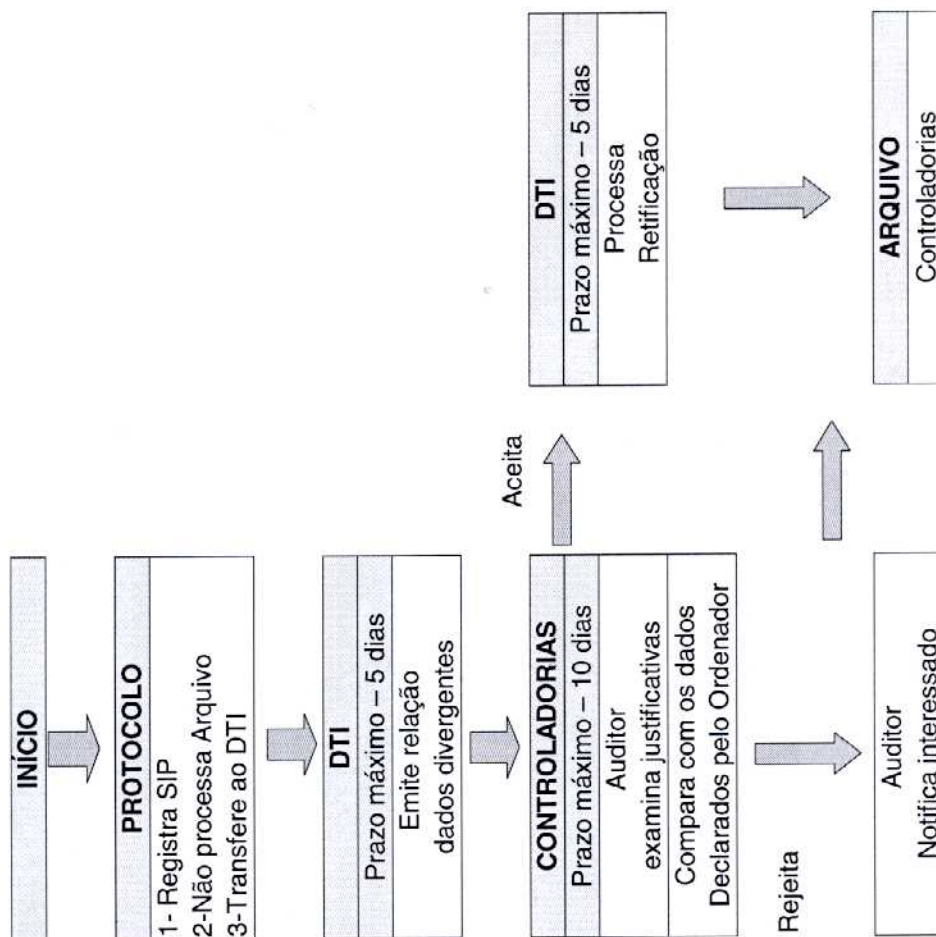 INÍCIO
PROTOCOLO
1- Registra SIP
2-Não processa Arquivo
3-Transfere ao DTI
DTI
Prazo máximo – 5 dias
Emite relação
dados divergentes
CONTROLADORIAS
Prazo máximo – 10 dias
Auditor
examina justificativas
Compara com os dados
Declarados pelo Ordenador
Aceita
DTI
Prazo máximo – 5 dias
Processa
Retificação
Rejeita
Auditor
Notifica interessado
ARQUIVO
Controladorias